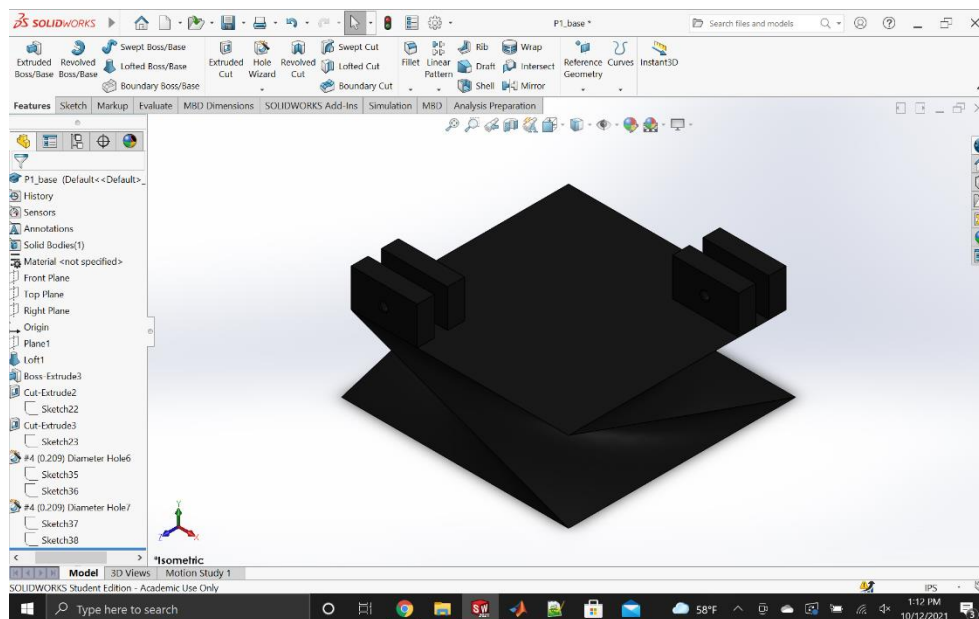 SOLIDWORKS
P1_base *
Search files and models
Extruded Boss/Base
Revolved Boss/Base
Swept Boss/Base
Lofted Boss/Base
Boundary Boss/Base
Extruded Cut
Hole Wizard
Revolved Cut
Swept Cut
Lofted Cut
Boundary Cut
Fillet
Linear Pattern
Rib
Draft
Shell
Wrap
Intersect
Mirror
Reference Geometry
Curves
Instant3D
Features
Sketch
Markup
Evaluate
MBD Dimensions
SOLIDWORKS Add-Ins
Simulation
MBD
Analysis Preparation
P1_base (Default<<Default>_
History
Sensors
Annotations
Solid Bodies(1)
Material <not specified>
Front Plane
Top Plane
Right Plane
Origin
Plane1
Loft1
Boss-Extrude3
Cut-Extrude2
Sketch22
Cut-Extrude3
Sketch23
#4 (0.209) Diameter Hole6
Sketch35
Sketch36
#4 (0.209) Diameter Hole7
Sketch37
Sketch38
Y
Z
X
*Isometric
Model
3D Views
Motion Study 1
SOLIDWORKS Student Edition - Academic Use Only
IPS
Type here to search
SW
2021
58°F
1:12 PM
10/12/2021
3